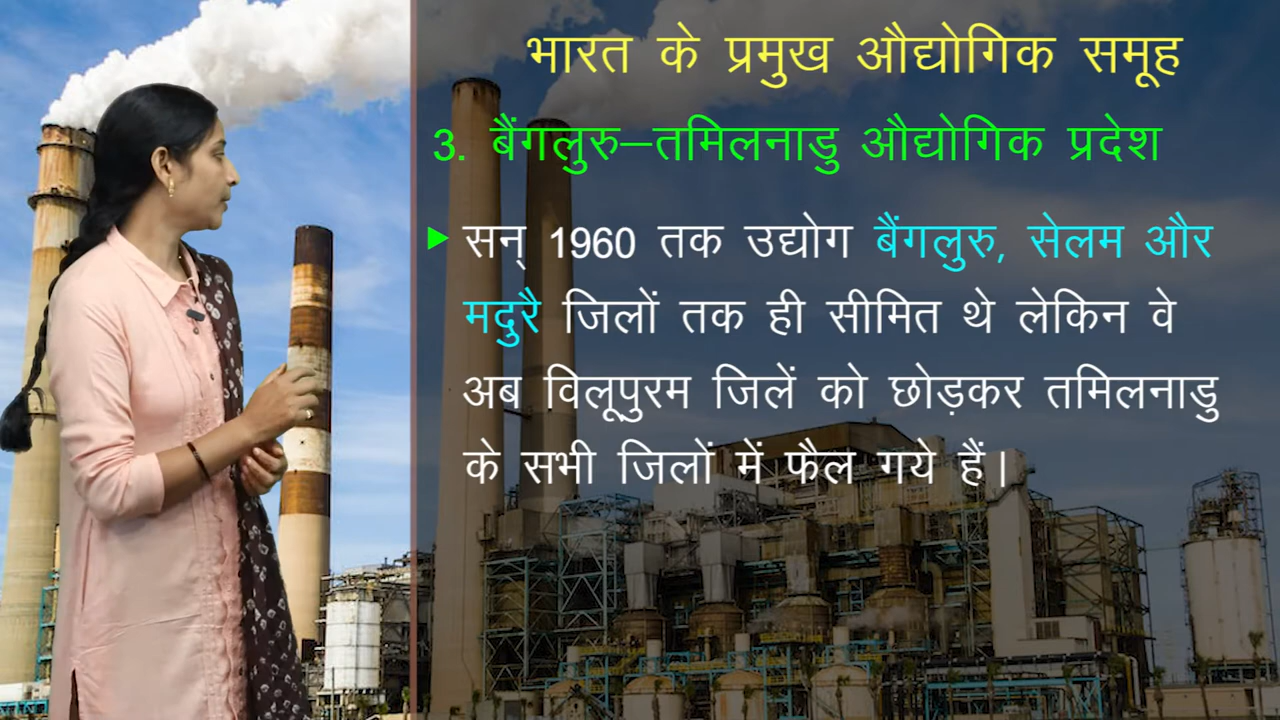 भारत के प्रमुख औद्योगिक समूह
3. बैंगलुरु–तमिलनाडु औद्योगिक प्रदेश
सन् 1960 तक उद्योग बैंगलुरु, सेलम और
मदुरै जिलों तक ही सीमित थे लेकिन वे
अब विलूपुरम जिलें को छोड़कर तमिलनाडु
के सभी जिलों में फैल गये हैं।